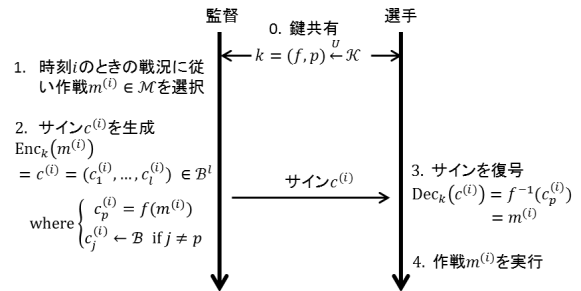 監督
選手
0. 鍵共有
k = (f, p) ←U 𝒦
1. 時刻iのときの戦況に従
い作戦m^(i) ∈ ℳを選択
2. サインc^(i)を生成
Enc_k(m^(i))
= c^(i) = (c_1^(i), …, c_l^(i)) ∈ ℬ^l
where { c_p^(i) = f(m^(i))
c_j^(i) ← ℬ if j ≠ p
サインc^(i)
3. サインを復号
Dec_k(c^(i)) = f^−1(c_p^(i))
= m^(i)
4. 作戦m^(i)を実行